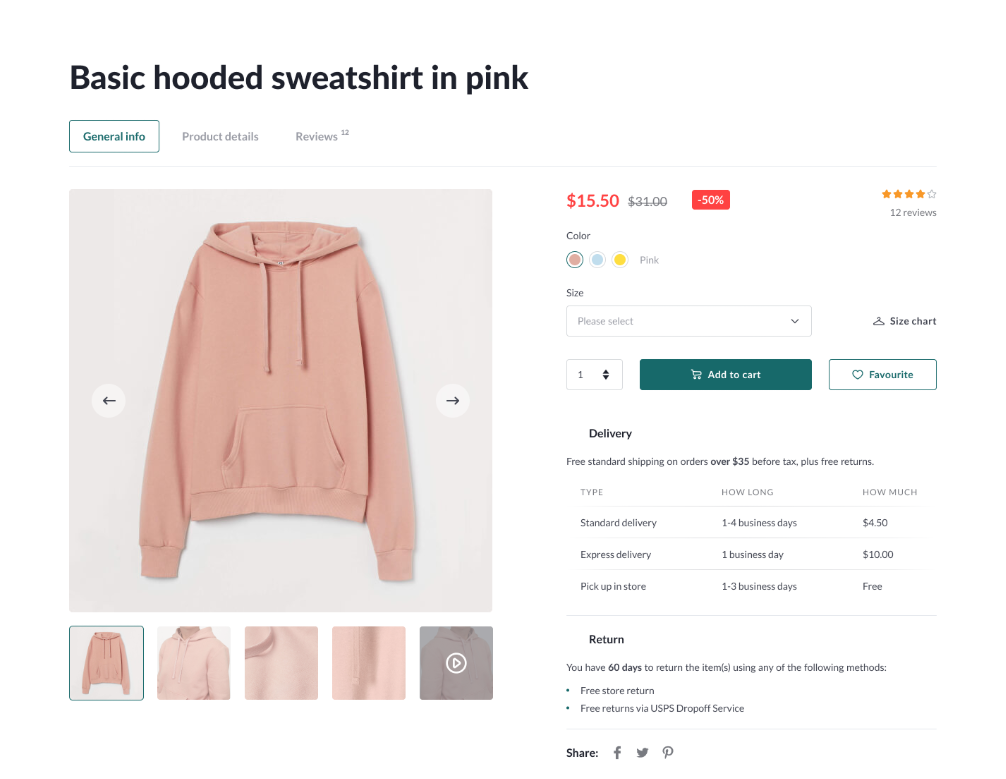 Basic hooded sweatshirt in pink
General info
Product details
Reviews 12
$15.50 $31.00 -50%
12 reviews
Color
Pink
Size
Please select
Size chart
1
Add to cart
Favourite
Delivery
Free standard shipping on orders over $35 before tax, plus free returns.
TYPE HOW LONG HOW MUCH
Standard delivery 1-4 business days $4.50
Express delivery 1 business day $10.00
Pick up in store 1-3 business days Free
Return
You have 60 days to return the item(s) using any of the following methods:
• Free store return
• Free returns via USPS Dropoff Service
Share: